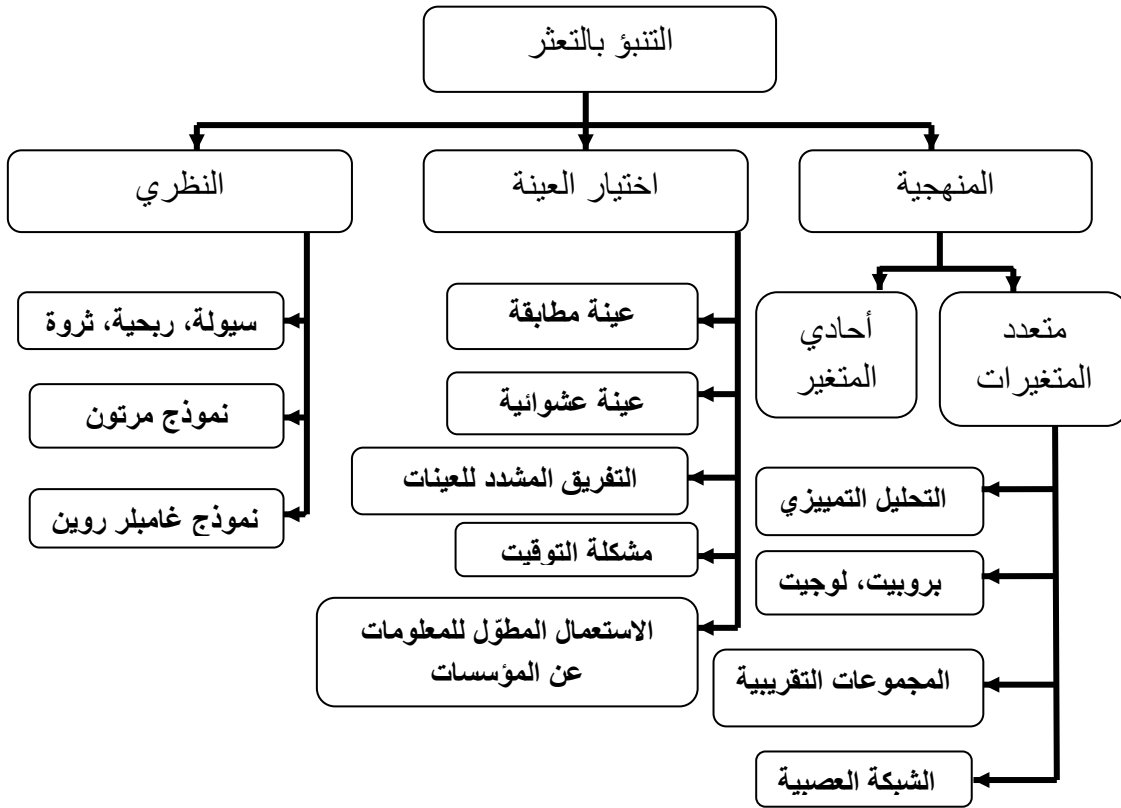 التنبؤ بالتعثر
المنهجية
اختيار العينة
النظري
متعدد
المتغيرات
أحادي
المتغير
التحليل التمييزي
بروبيت، لوجيت
المجموعات التقريبية
الشبكة العصبية
عينة مطابقة
عينة عشوائية
التفريق المشدد للعينات
مشكلة التوقيت
الاستعمال المطوّل للمعلومات
عن المؤسسات
سيولة، ربحية، ثروة
نموذج مرتون
نموذج غامبلر روين